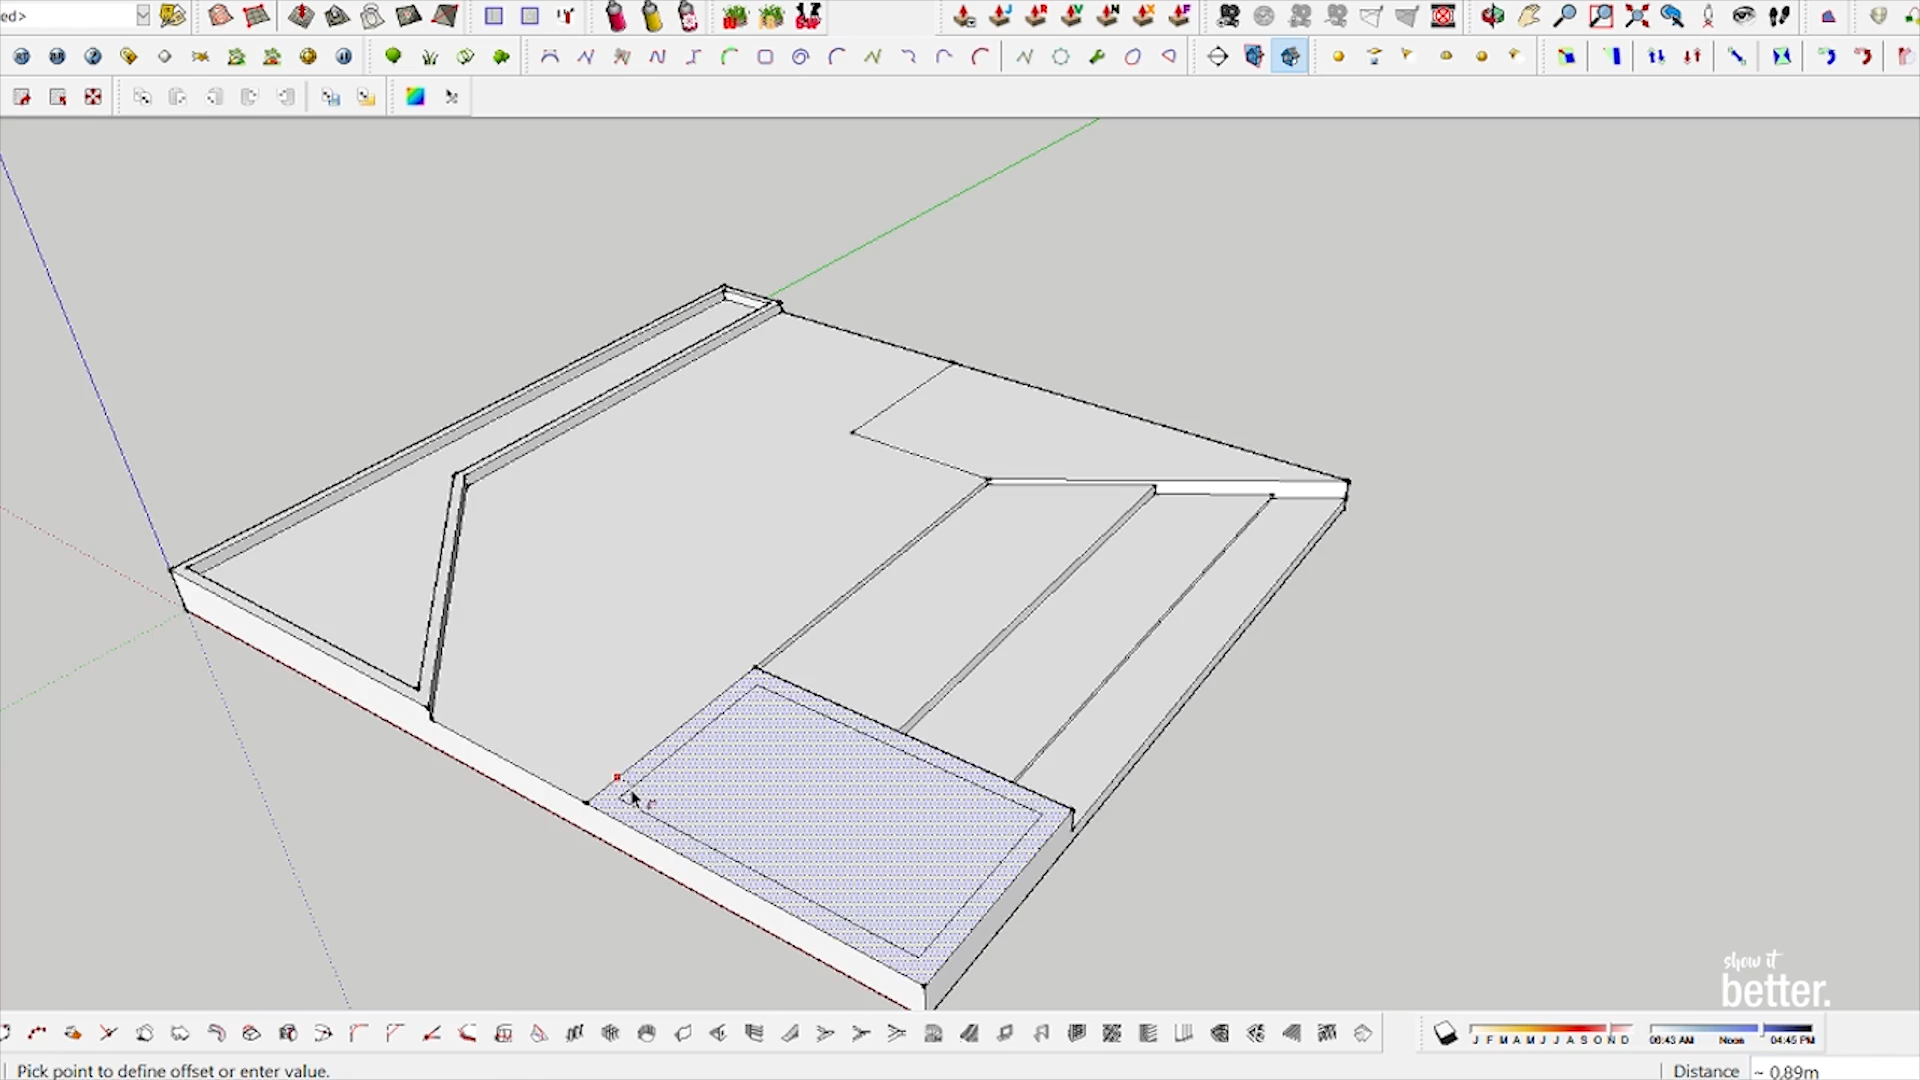 ed>
show it
better.
J F M A M J J A S O N D
06:43 AM Noon 04:45 PM
Pick point to define offset or enter value.
Distance ~ 0,89m